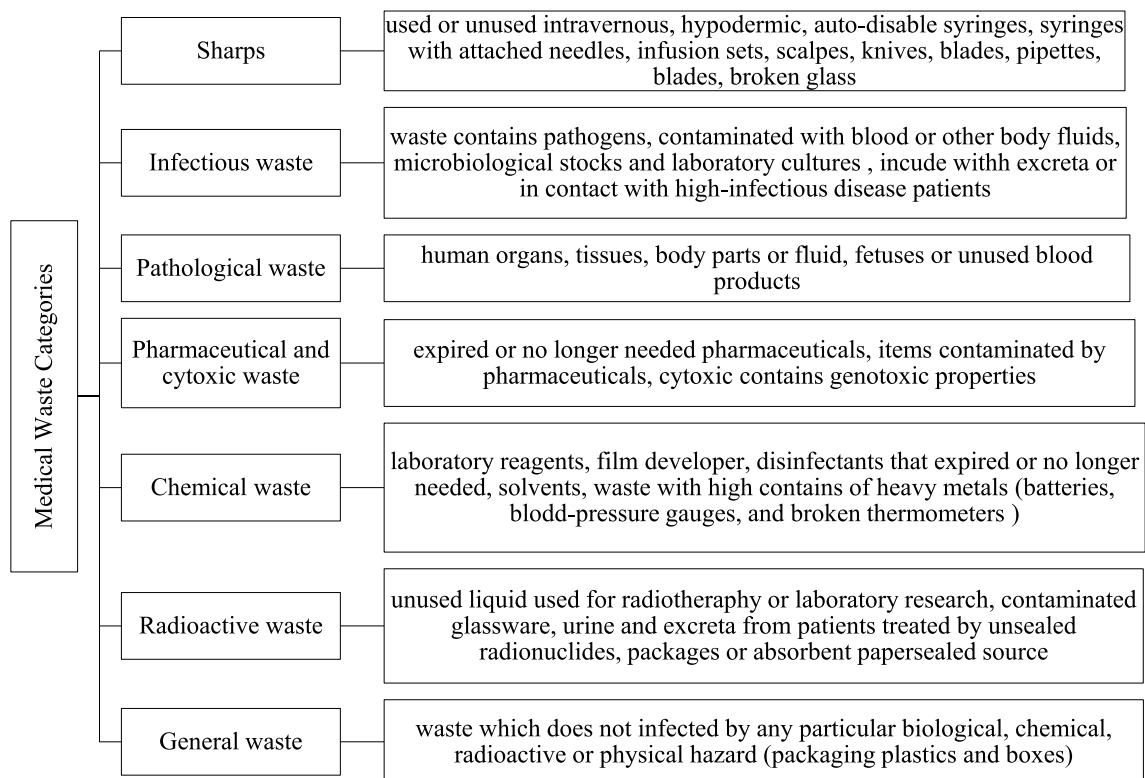 Medical Waste Categories
Sharps
used or unused intravernous, hypodermic, auto-disable syringes, syringes
with attached needles, infusion sets, scalpes, knives, blades, pipettes,
blades, broken glass
Infectious waste
waste contains pathogens, contaminated with blood or other body fluids,
microbiological stocks and laboratory cultures , incude withh excreta or
in contact with high-infectious disease patients
Pathological waste
human organs, tissues, body parts or fluid, fetuses or unused blood
products
Pharmaceutical and
cytoxic waste
expired or no longer needed pharmaceuticals, items contaminated by
pharmaceuticals, cytoxic contains genotoxic properties
Chemical waste
laboratory reagents, film developer, disinfectants that expired or no longer
needed, solvents, waste with high contains of heavy metals (batteries,
blodd-pressure gauges, and broken thermometers )
Radioactive waste
unused liquid used for radiotheraphy or laboratory research, contaminated
glassware, urine and excreta from patients treated by unsealed
radionuclides, packages or absorbent papersealed source
General waste
waste which does not infected by any particular biological, chemical,
radioactive or physical hazard (packaging plastics and boxes)